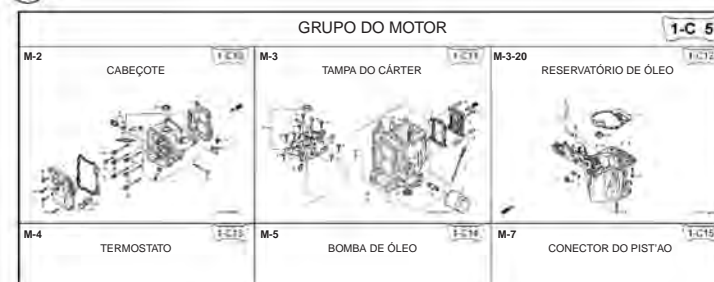 GRUPO DO MOTOR 1-C 5
M-2 1-C10 M-3 1-C11 M-3-20 1-C12
CABEÇOTE TAMPA DO CÁRTER RESERVATÓRIO DE ÓLEO
M-4 1-C13 M-5 1-C14 M-7 1-C15
TERMOSTATO BOMBA DE ÓLEO CONECTOR DO PIST'AO